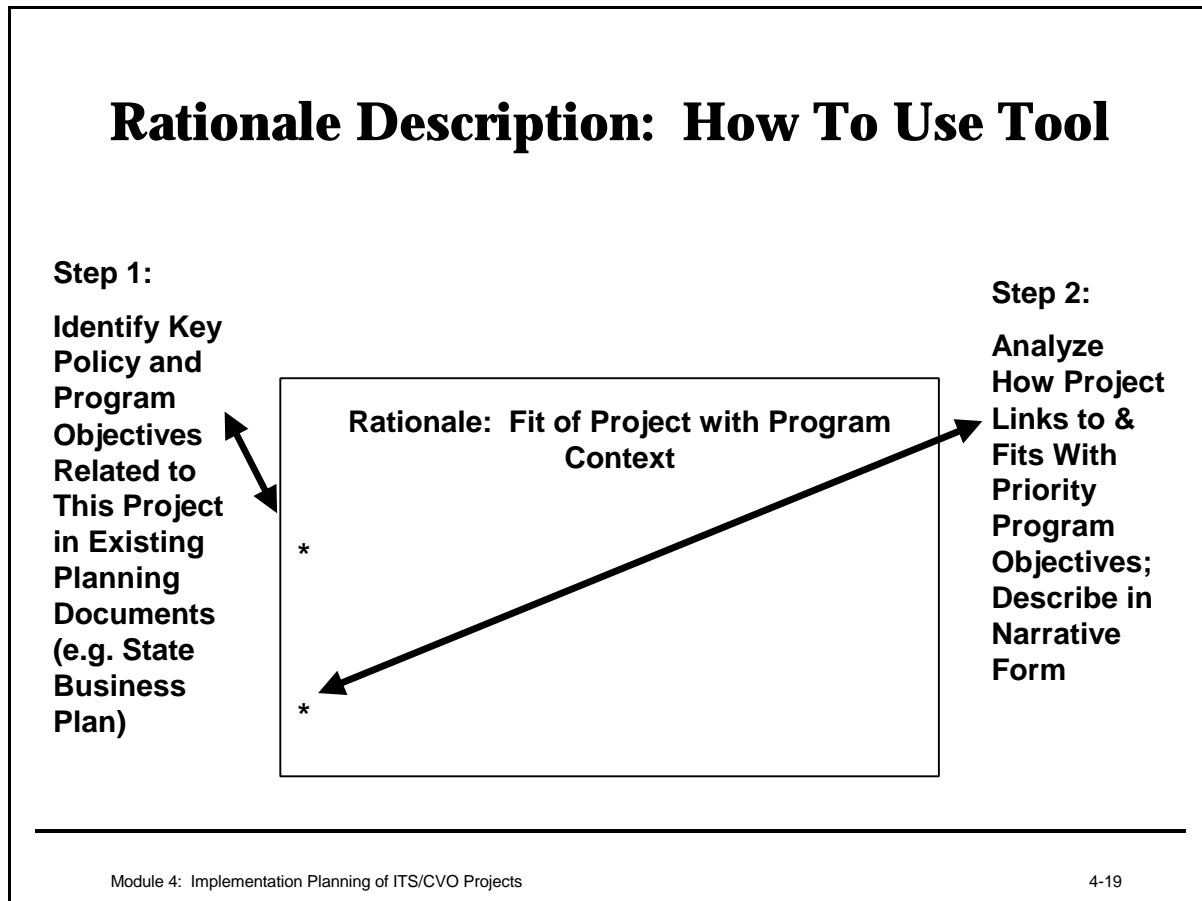 Rationale Description: How To Use Tool
Step 1:
Identify Key
Policy and
Program
Objectives
Related to
This Project
in Existing
Planning
Documents
(e.g. State
Business
Plan)
Rationale: Fit of Project with Program
Context
*
*
Step 2:
Analyze
How Project
Links to &
Fits With
Priority
Program
Objectives;
Describe in
Narrative
Form
Module 4: Implementation Planning of ITS/CVO Projects
4-19